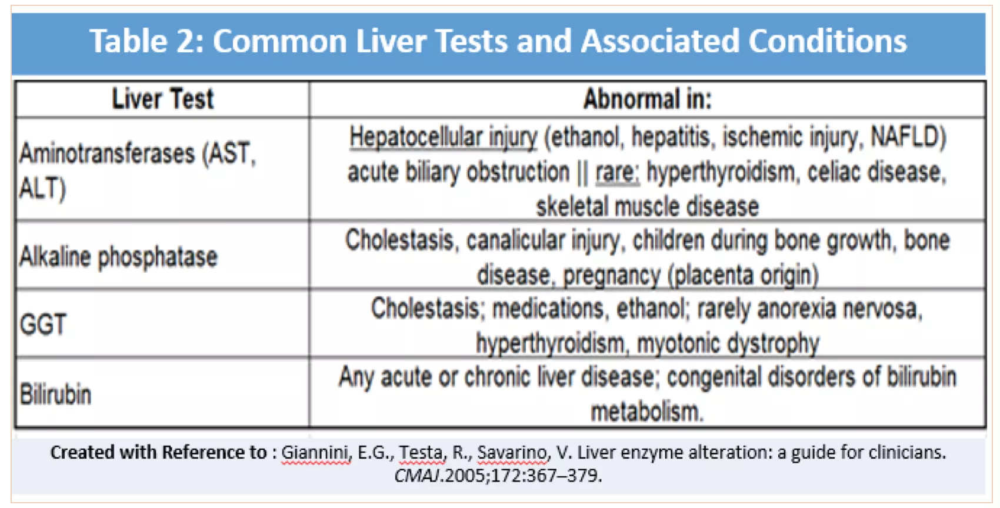 Table 2: Common Liver Tests and Associated Conditions
Liver Test
Abnormal in:
Aminotransferases (AST,
ALT)
Hepatocellular injury (ethanol, hepatitis, ischemic injury, NAFLD)
acute biliary obstruction || rare: hyperthyroidism, celiac disease,
skeletal muscle disease
Alkaline phosphatase
Cholestasis, canalicular injury, children during bone growth, bone
disease, pregnancy (placenta origin)
GGT
Cholestasis; medications, ethanol; rarely anorexia nervosa,
hyperthyroidism, myotonic dystrophy
Bilirubin
Any acute or chronic liver disease; congenital disorders of bilirubin
metabolism.
Created with Reference to : Giannini, E.G., Testa, R., Savarino, V. Liver enzyme alteration: a guide for clinicians.
CMAJ.2005;172:367–379.